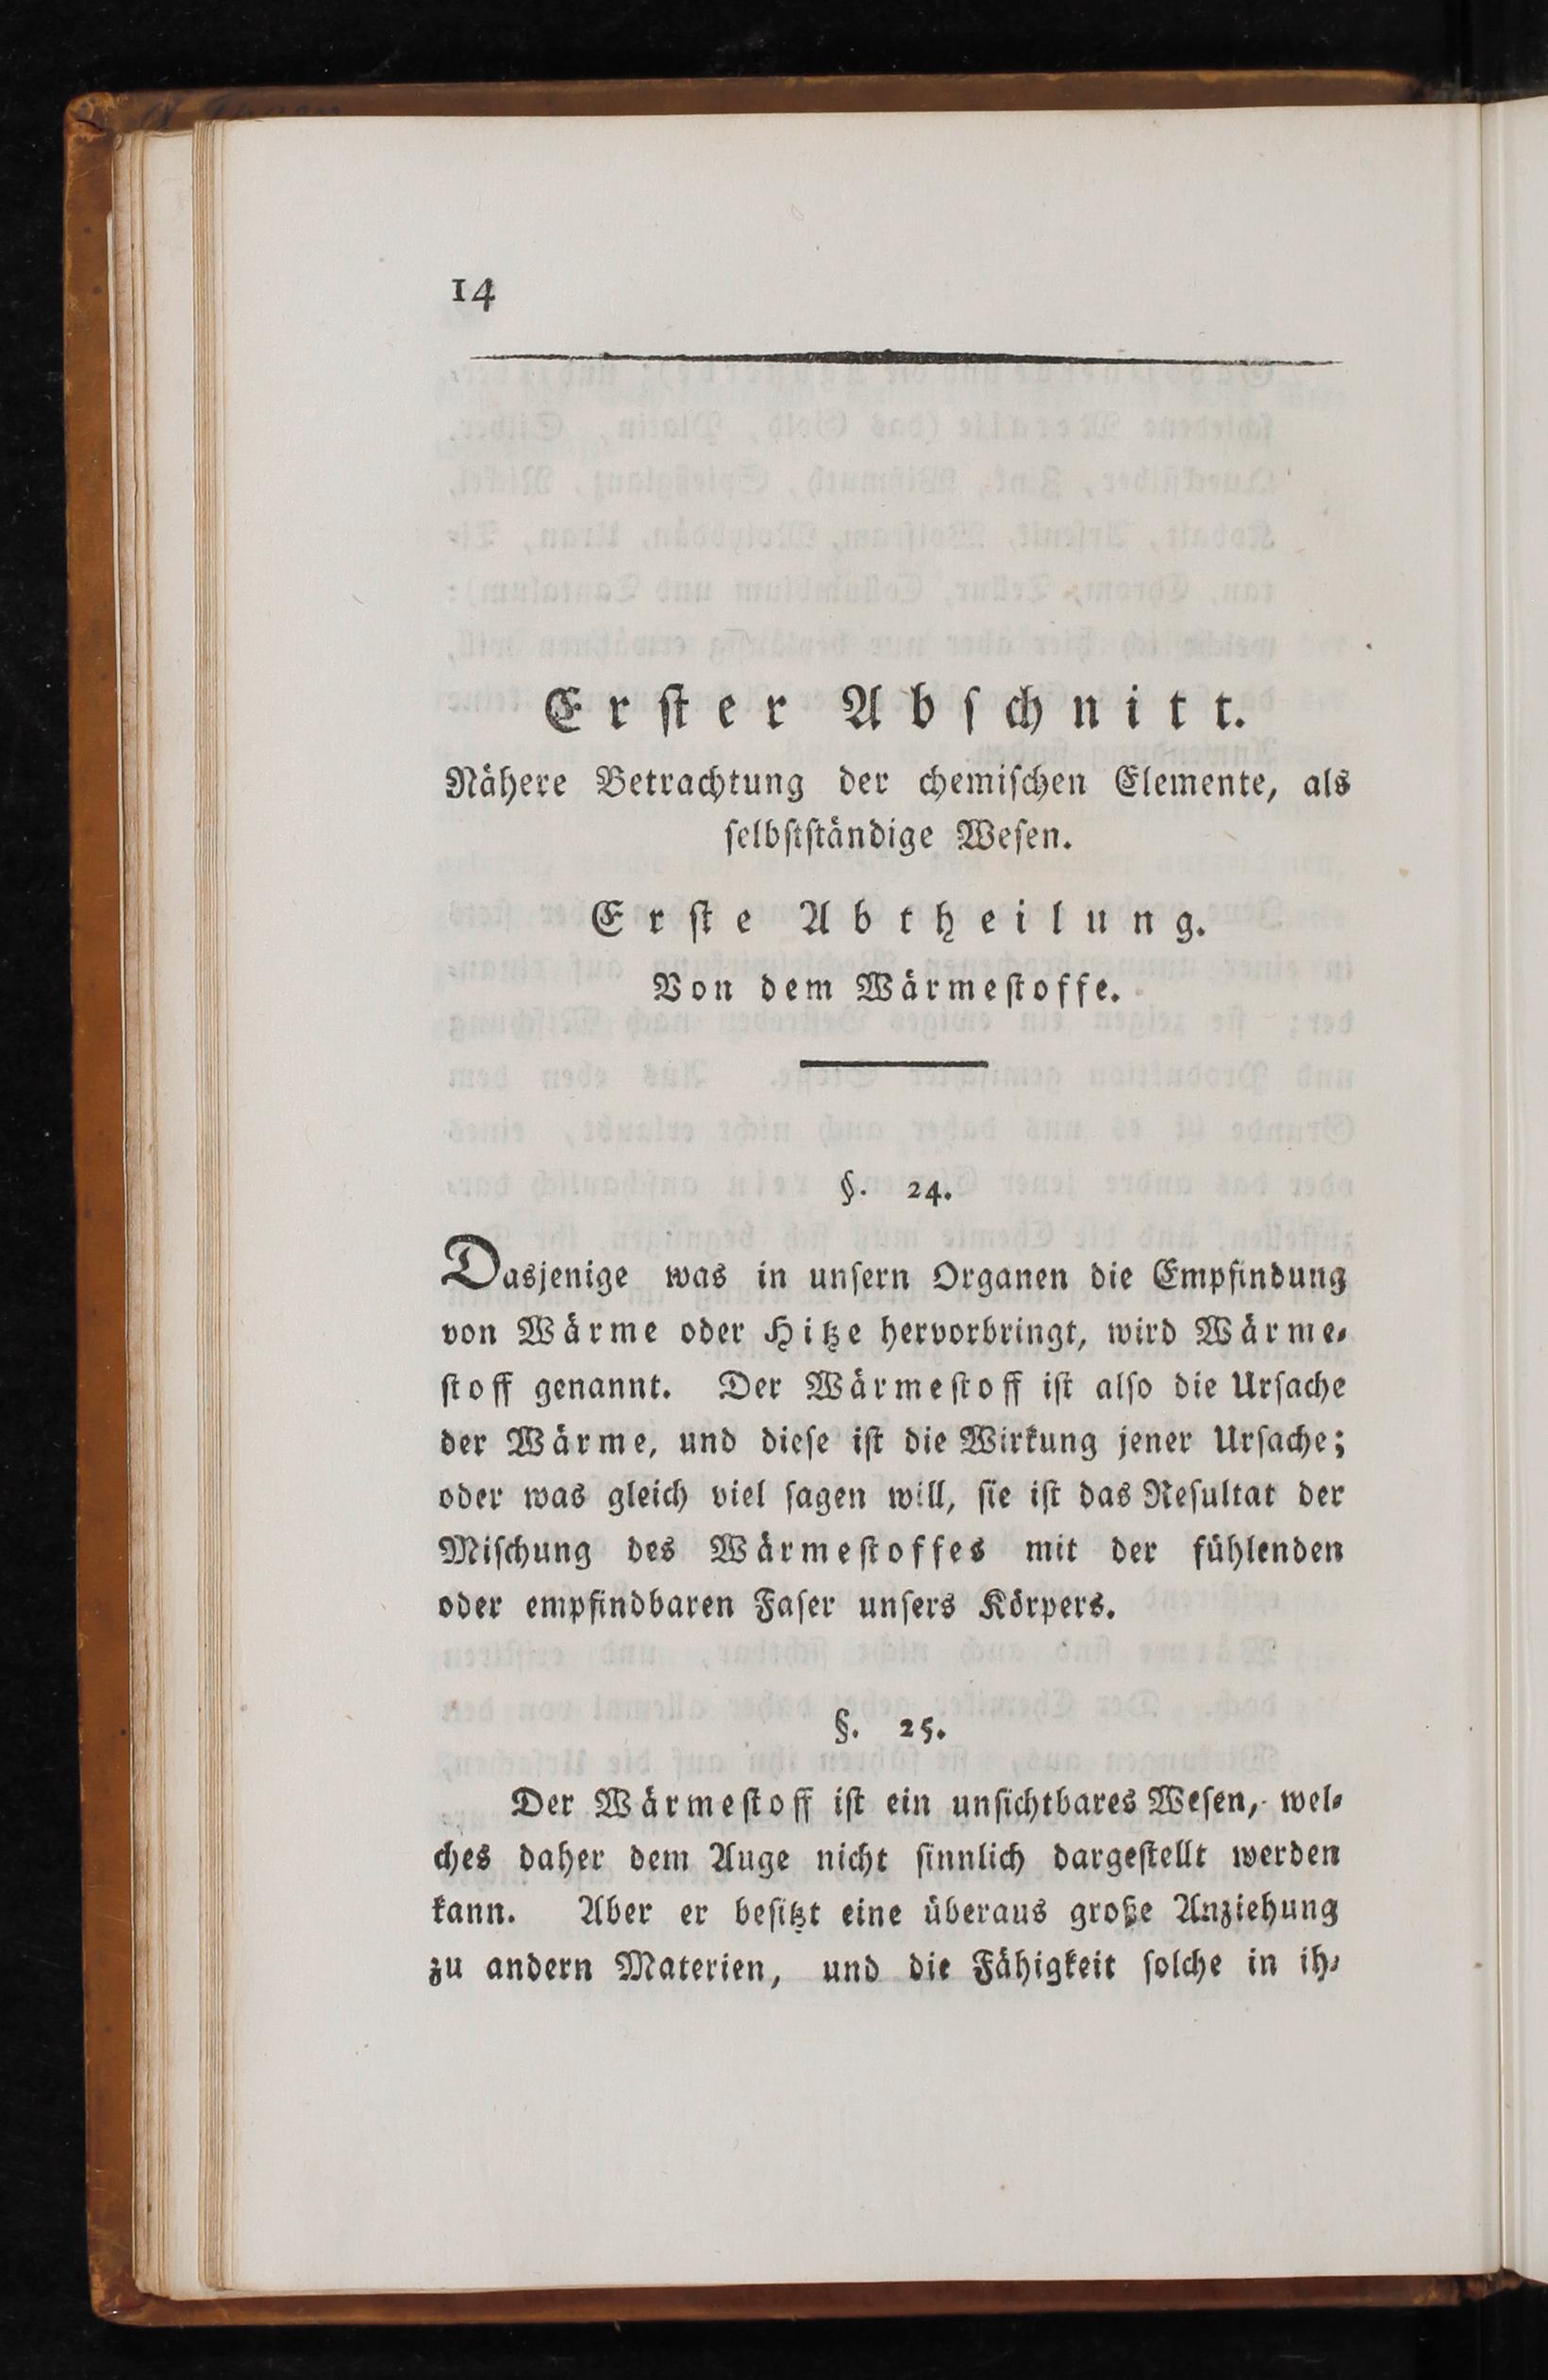 14
Erſter Abſchnitt.
Nähere Betrachtung der chemiſchen Elemente, als
ſelbſtſtändige Weſen.
Erſte Abtheilung.
Von dem Wärmeſtoffe.
§. 24.
Dasjenige was in unſern Organen die Empfindung
von Wärme oder Hitze hervorbringt, wird Wärme-
ſtoff genannt. Der Wärmeſtoff iſt alſo die Urſache
der Wärme, und dieſe iſt die Wirkung jener Urſache;
oder was gleich viel ſagen will, ſie iſt das Reſultat der
Miſchung des Wärmeſtoffes mit der fühlenden
oder empfindbaren Faſer unſers Körpers.
§. 25.
Der Wärmeſtoff iſt ein unſichtbares Weſen, wel-
ches daher dem Auge nicht ſinnlich dargeſtellt werden
kann. Aber er beſitzt eine überaus große Anziehung
zu andern Materien, und die Fähigkeit ſolche in ih-